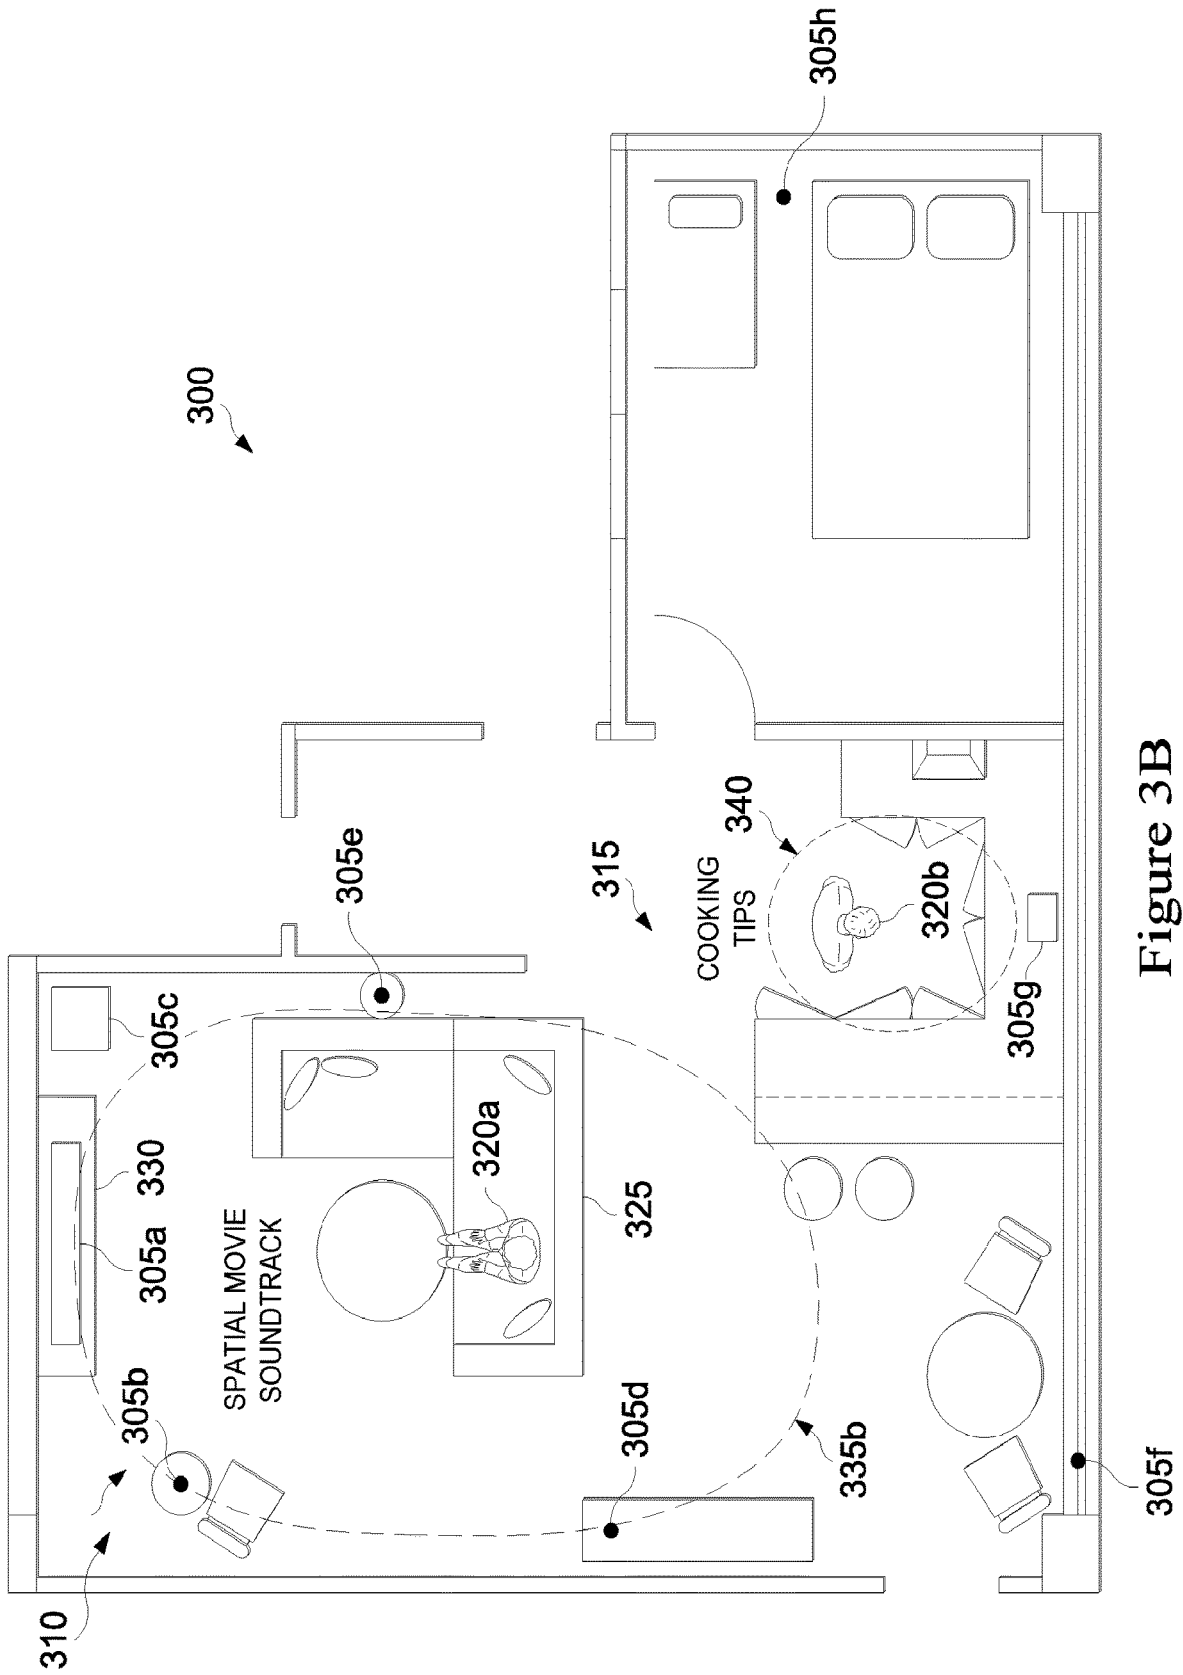 310
305b
305a
330
305c
SPATIAL MOVIE
SOUNDTRACK
305e
300
320a
325
305d
335b
315
COOKING
TIPS
340
320b
305g
305f
305h
Figure 3B